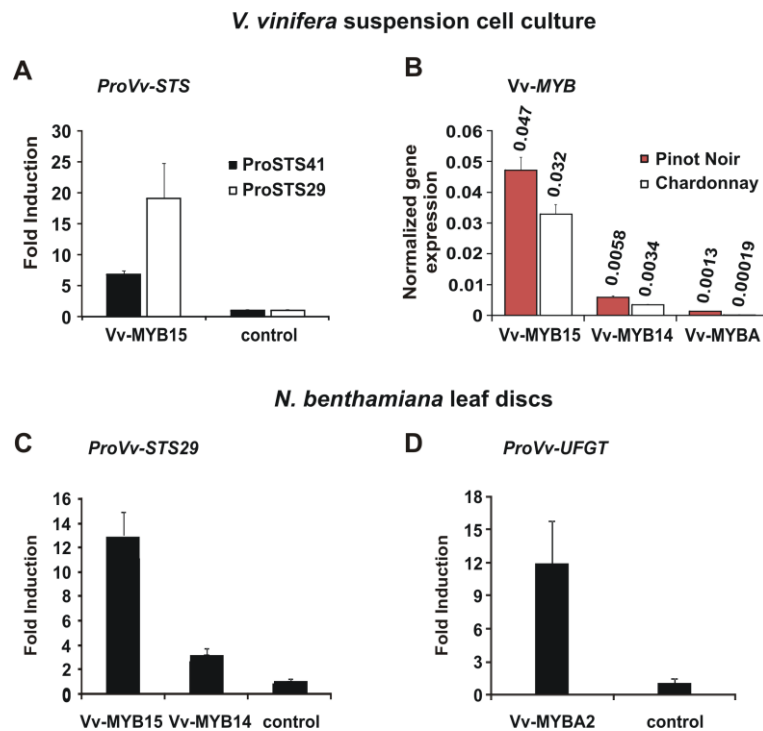 V. vinifera suspension cell culture
A
ProVv-STS
Fold Induction
30
25
20
15
10
5
0
ProSTS41
ProSTS29
Vv-MYB15 control
B
Vv-MYB
Normalized gene
expression
0.06
0.05
0.04
0.03
0.02
0.01
0
0.047
0.032
0.0058
0.0034
0.0013
0.00019
Pinot Noir
Chardonnay
Vv-MYB15 Vv-MYB14 Vv-MYBA
N. benthamiana leaf discs
C
ProVv-STS29
Fold Induction
16
14
12
10
8
6
4
2
0
Vv-MYB15 Vv-MYB14 control
D
ProVv-UFGT
Fold Induction
18
15
12
9
6
3
0
Vv-MYBA2 control